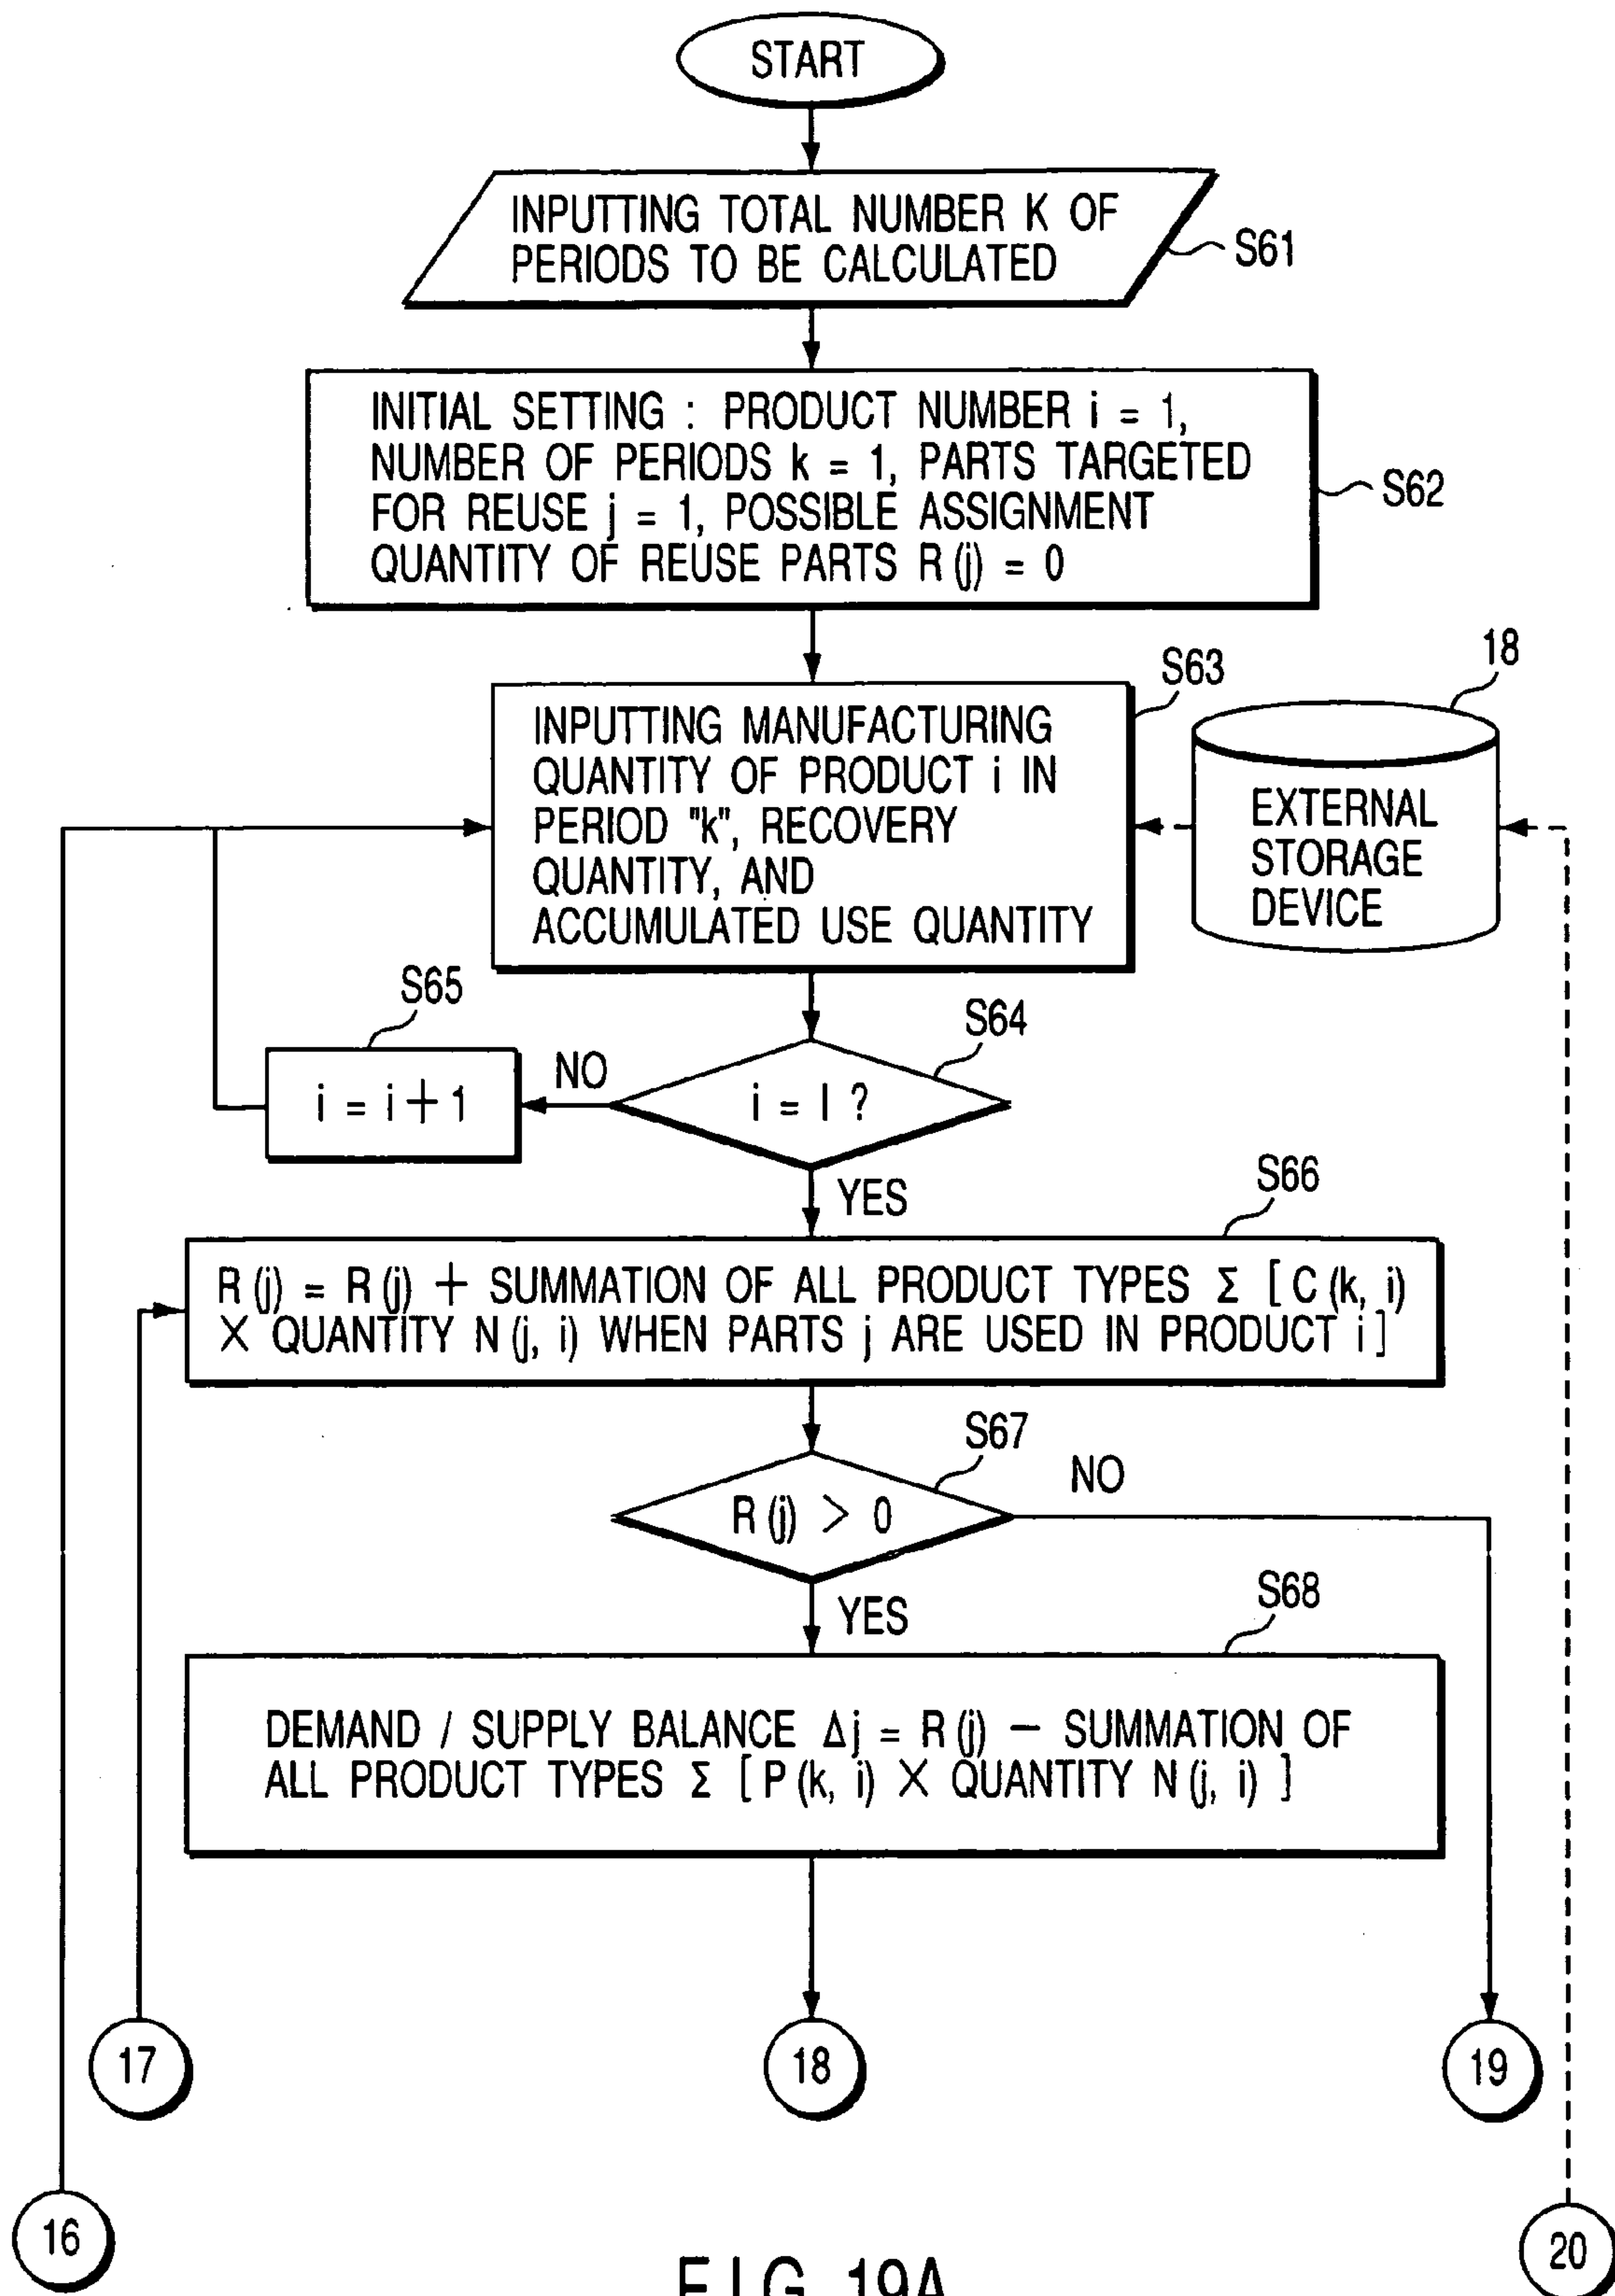 START
INPUTTING TOTAL NUMBER K OF
PERIODS TO BE CALCULATED
S61
INITIAL SETTING : PRODUCT NUMBER i = 1,
NUMBER OF PERIODS k = 1, PARTS TARGETED
FOR REUSE j = 1, POSSIBLE ASSIGNMENT
QUANTITY OF REUSE PARTS R (j) = 0
S62
S63
18
INPUTTING MANUFACTURING
QUANTITY OF PRODUCT i IN
PERIOD "k", RECOVERY
QUANTITY, AND
ACCUMULATED USE QUANTITY
EXTERNAL
STORAGE
DEVICE
S65
S64
i = i + 1
NO
i = I ?
YES
S66
R (j) = R (j) + SUMMATION OF ALL PRODUCT TYPES Σ [ C (k, i)
× QUANTITY N (j, i) WHEN PARTS j ARE USED IN PRODUCT i ]
S67
R (j) > 0
NO
YES
S68
DEMAND / SUPPLY BALANCE Δj = R (j) − SUMMATION OF
ALL PRODUCT TYPES Σ [ P (k, i) × QUANTITY N (j, i) ]
17
18
19
16
20
FIG. 19A